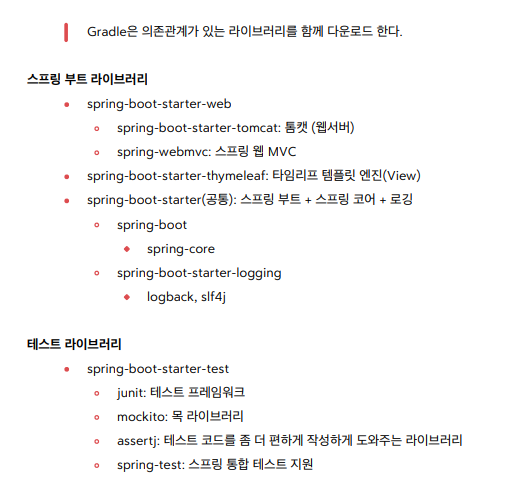 Gradle은 의존관계가 있는 라이브러리를 함께 다운로드 한다.
스프링 부트 라이브러리
spring-boot-starter-web
spring-boot-starter-tomcat: 톰캣 (웹서버)
spring-webmvc: 스프링 웹 MVC
spring-boot-starter-thymeleaf: 타임리프 템플릿 엔진(View)
spring-boot-starter(공통): 스프링 부트 + 스프링 코어 + 로깅
spring-boot
spring-core
spring-boot-starter-logging
logback, slf4j
테스트 라이브러리
spring-boot-starter-test
junit: 테스트 프레임워크
mockito: 목 라이브러리
assertj: 테스트 코드를 좀 더 편하게 작성하게 도와주는 라이브러리
spring-test: 스프링 통합 테스트 지원